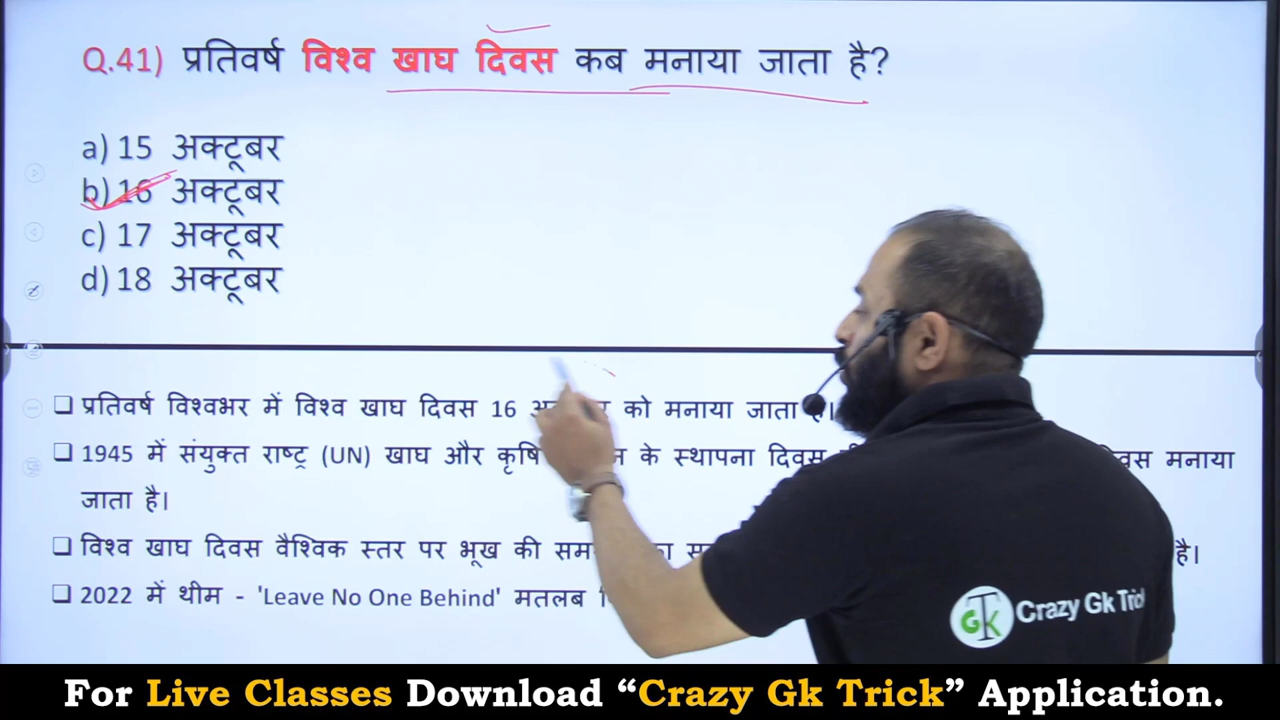 Q.41) प्रतिवर्ष विश्व खाघ दिवस कब मनाया जाता है?
a) 15 अक्टूबर
b) 16 अक्टूबर
c) 17 अक्टूबर
d) 18 अक्टूबर
प्रतिवर्ष विश्वभर में विश्व खाघ दिवस 16 को मनाया जाता है।
1945 में संयुक्त राष्ट्र (UN) खाघ और कृषि के स्थापना दिवस मनाया
जाता है।
विश्व खाघ दिवस वैश्विक स्तर पर भूख की है।
2022 में थीम - 'Leave No One Behind' मतलब
GTK Crazy Gk Trick
For Live Classes Download “Crazy Gk Trick” Application.